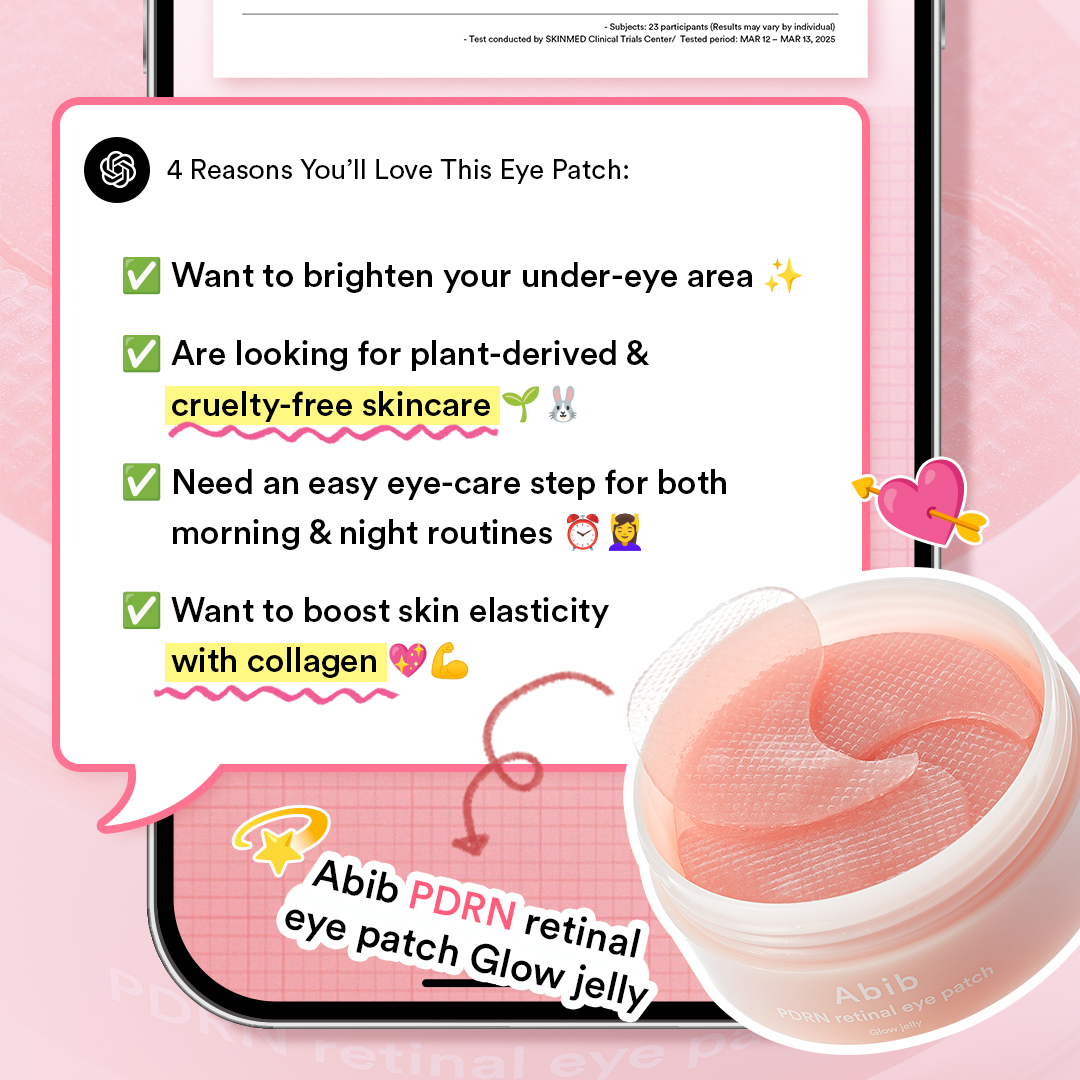 - Subjects: 23 participants (Results may vary by individual)
- Test conducted by SKINMED Clinical Trials Center/ Tested period: MAR 12 – MAR 13, 2025
4 Reasons You'll Love This Eye Patch:
✅ Want to brighten your under-eye area ✨
✅ Are looking for plant-derived &
cruelty-free skincare 🌱🐰
✅ Need an easy eye-care step for both
morning & night routines ⏰💆‍♀️
✅ Want to boost skin elasticity
with collagen 💖💪
Abib PDRN retinal
eye patch Glow jelly
Abib
PDRN retinal eye patch
Glow jelly
PDRN retinal eye pa